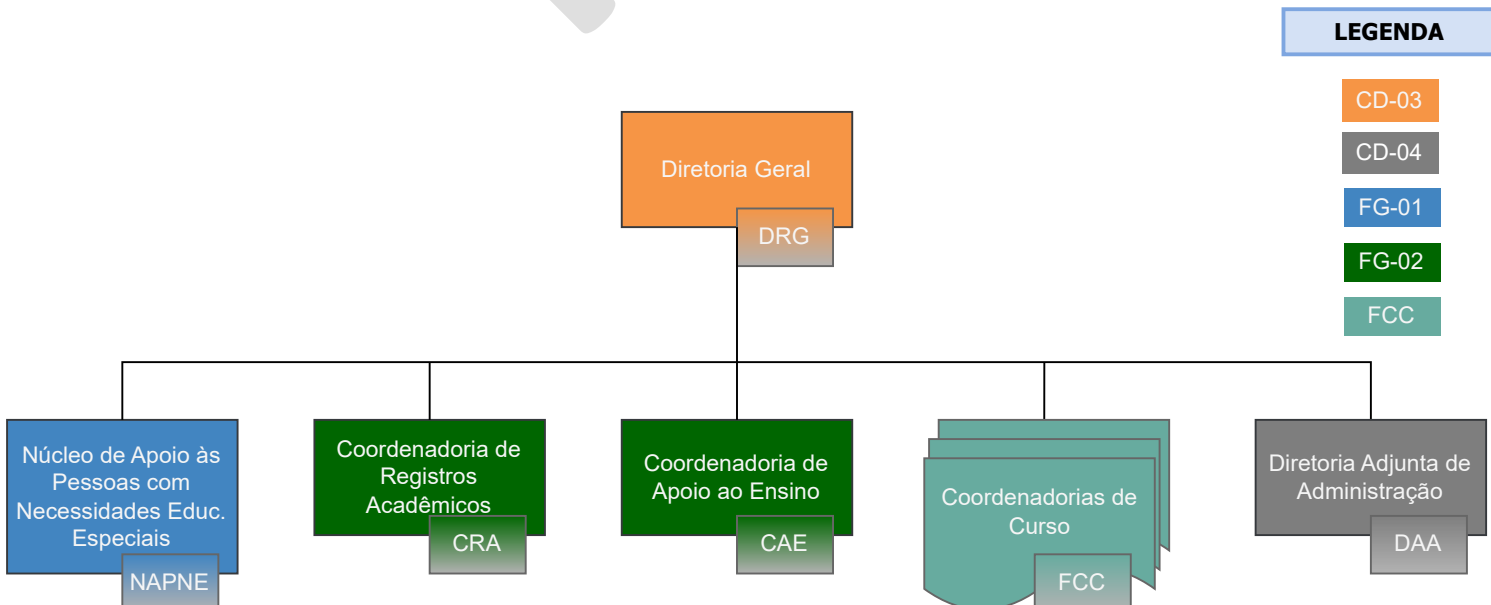 LEGENDA
CD-03
CD-04
FG-01
FG-02
FCC
Diretoria Geral
DRG
Núcleo de Apoio às
Pessoas com
Necessidades Educ.
Especiais
NAPNE
Coordenadoria de
Registros
Acadêmicos
CRA
Coordenadoria de
Apoio ao Ensino
CAE
Coordenadorias de
Curso
FCC
Diretoria Adjunta de
Administração
DAA